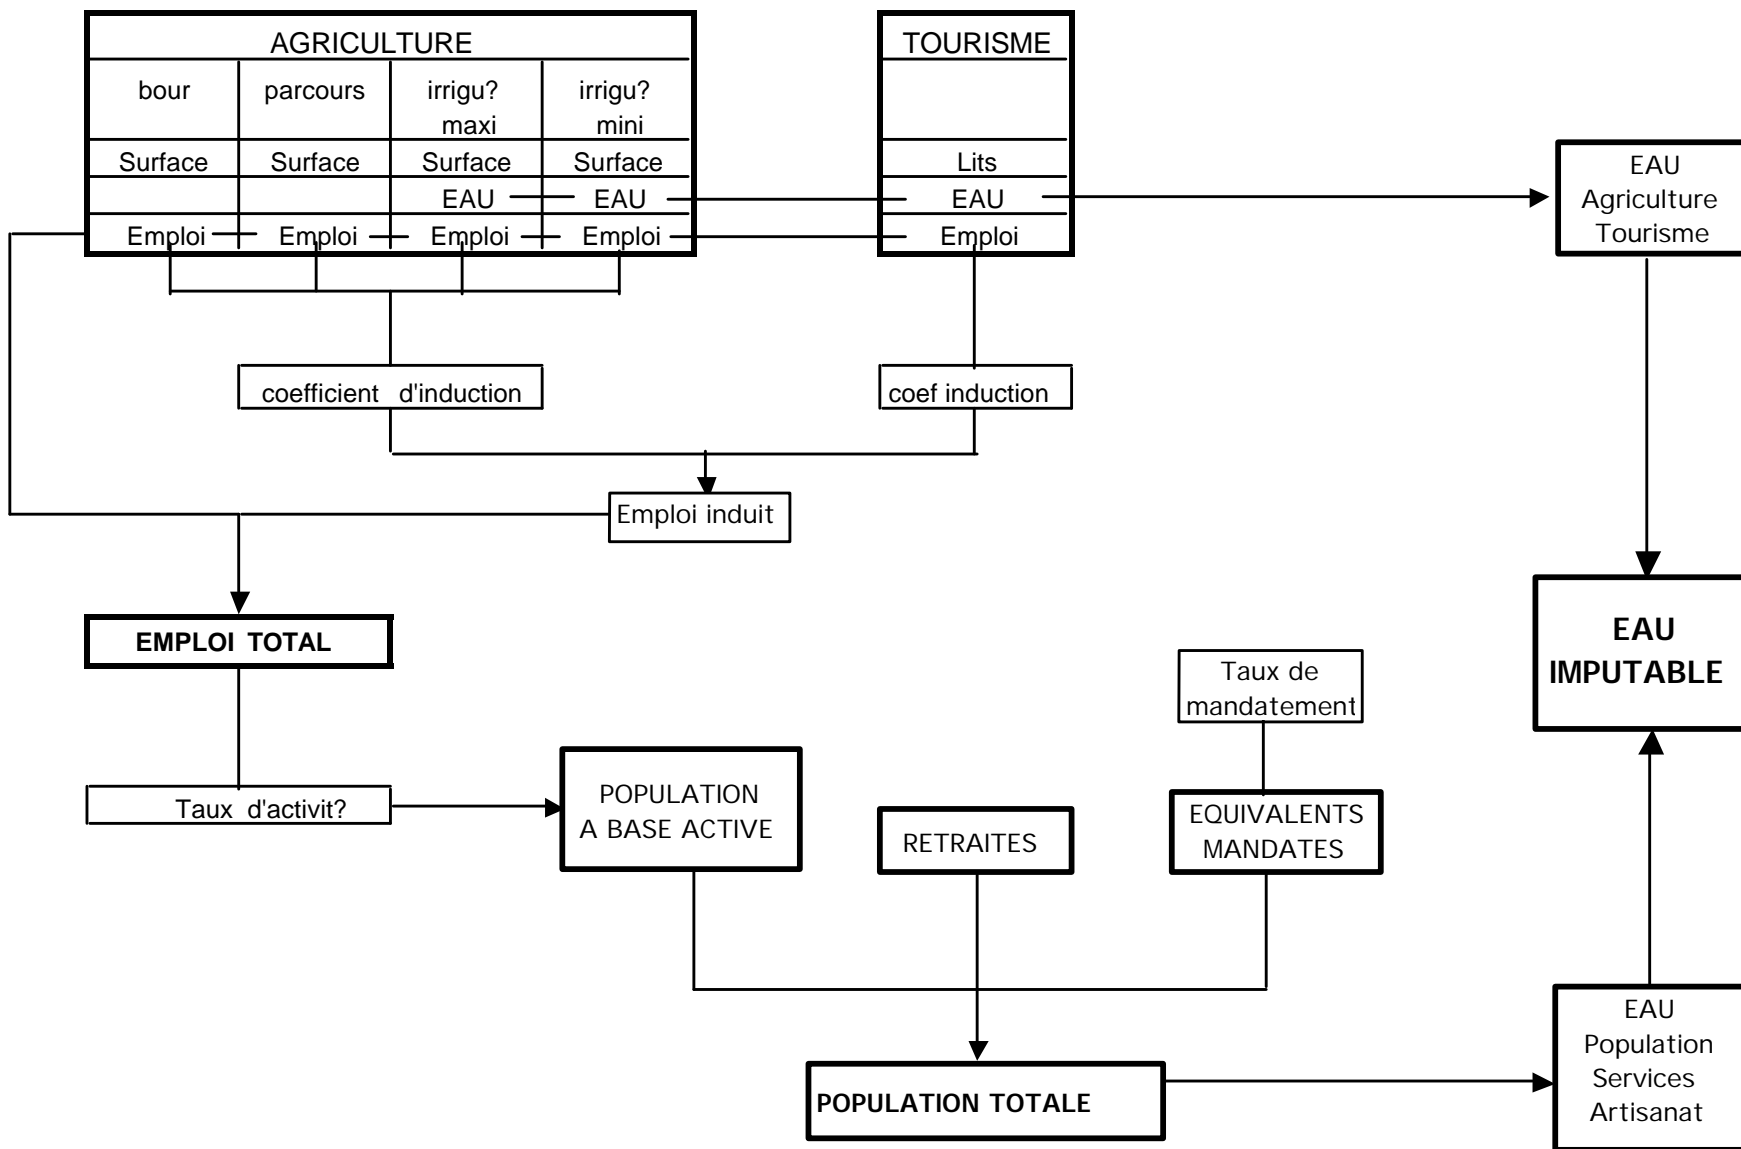 AGRICULTURE
TOURISME
bour
parcours
irrigu?
maxi
irrigu?
mini
Surface
Surface
Surface
Surface
Lits
EAU
EAU
EAU
Emploi
Emploi
Emploi
Emploi
Emploi
EAU
Agriculture
Tourisme
coefficient d'induction
coef induction
Emploi induit
EMPLOI TOTAL
EAU
IMPUTABLE
Taux de
mandatement
Taux d'activit?
POPULATION
A BASE ACTIVE
RETRAITES
EQUIVALENTS
MANDATES
POPULATION TOTALE
EAU
Population
Services
Artisanat